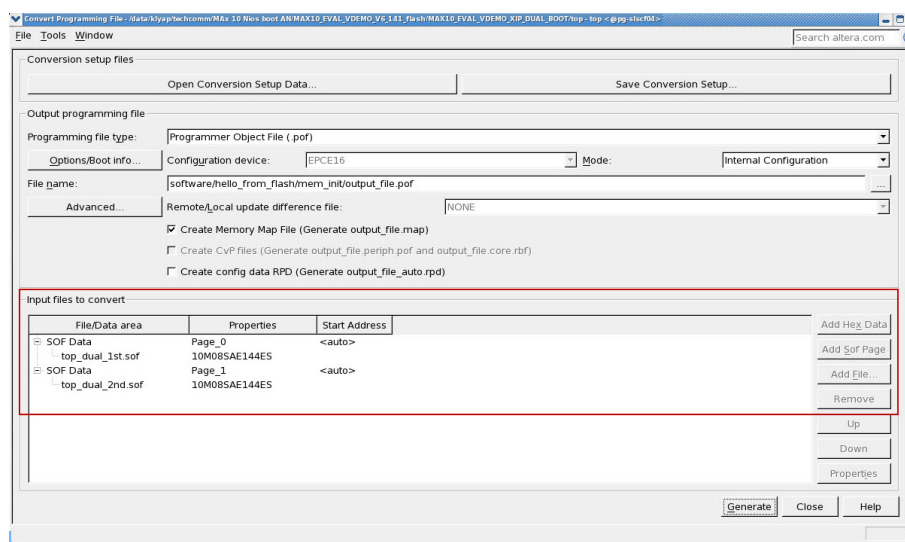 Convert Programming File - /data/klyap/techcomm/MAx 10 Nios boot AN/MAX10_EVAL_VDEMO_V6_141_flash/MAX10_EVAL_VDEMO_XIP_DUAL_BOOT/top - top <@pg-slscf04>
File Tools Window
Search altera.com
Conversion setup files
Open Conversion Setup Data... Save Conversion Setup...
Output programming file
Programming file type: Programmer Object File (.pof)
Options/Boot info... Configuration device: EPCE16 Mode: Internal Configuration
File name: software/hello_from_flash/mem_init/output_file.pof ...
Advanced... Remote/Local update difference file: NONE
Create Memory Map File (Generate output_file.map)
Create CvP files (Generate output_file.periph.pof and output_file.core.rbf)
Create config data RPD (Generate output_file_auto.rpd)
Input files to convert
File/Data area Properties Start Address
Add Hex Data
SOF Data Page_0 <auto>
Add Sof Page
top_dual_1st.sof 10M08SAE144ES
SOF Data Page_1 <auto>
Add File...
top_dual_2nd.sof 10M08SAE144ES
Remove
Up
Down
Properties
Generate Close Help